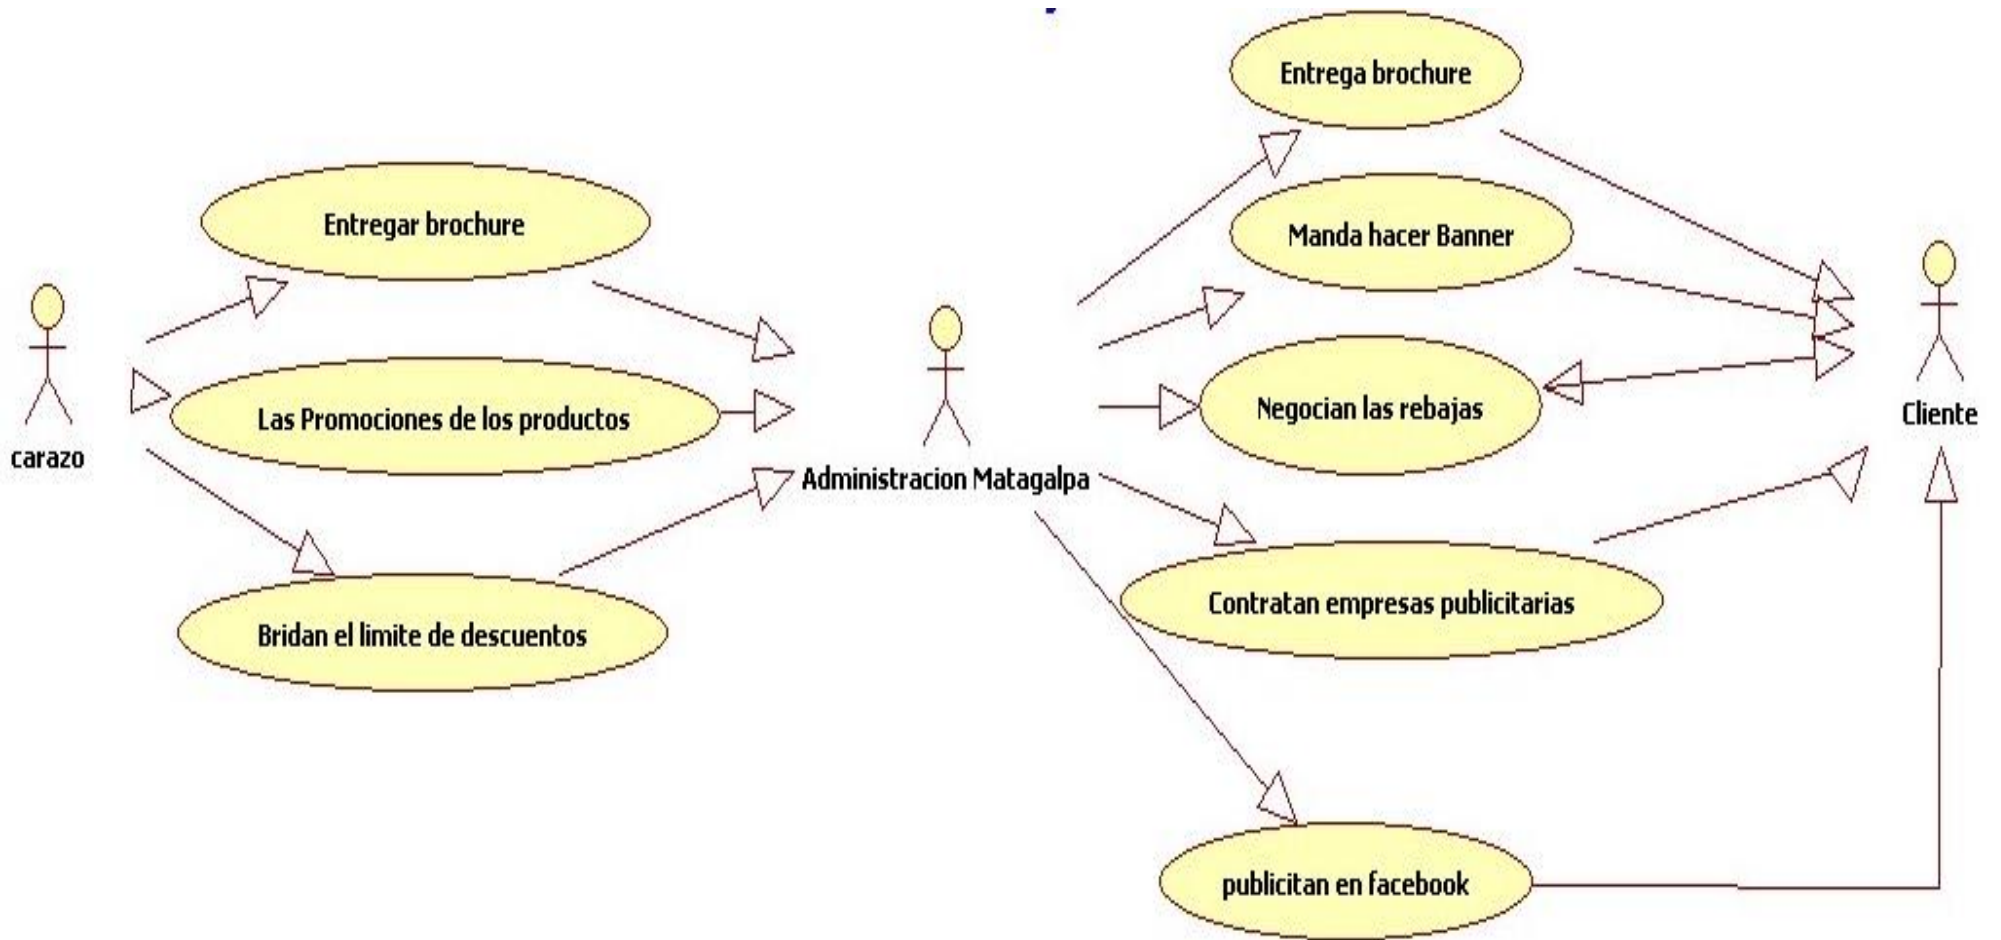 Entrega brochure
Entregar brochure
Manda hacer Banner
Las Promociones de los productos
Negocian las rebajas
Cliente
carazo
Administracion Matagalpa
Contratan empresas publicitarias
Bridan el limite de descuentos
publicitan en facebook